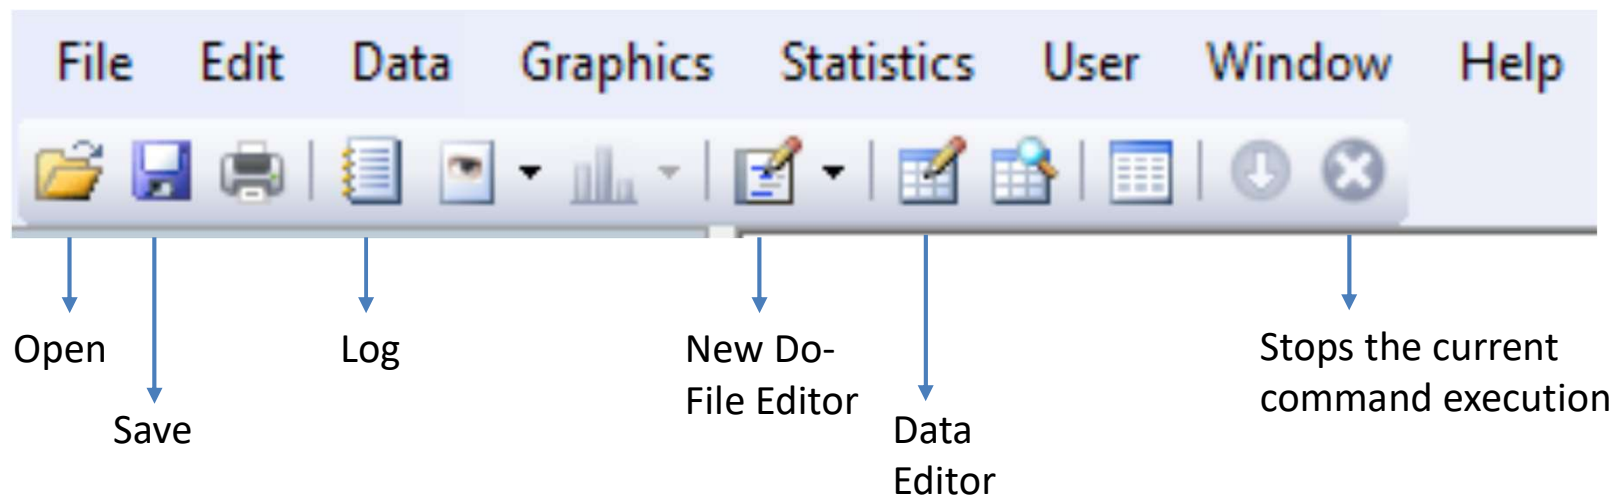 File Edit Data Graphics Statistics User Window Help
Open
Save
Log
New Do-
File Editor
Data
Editor
Stops the current
command execution